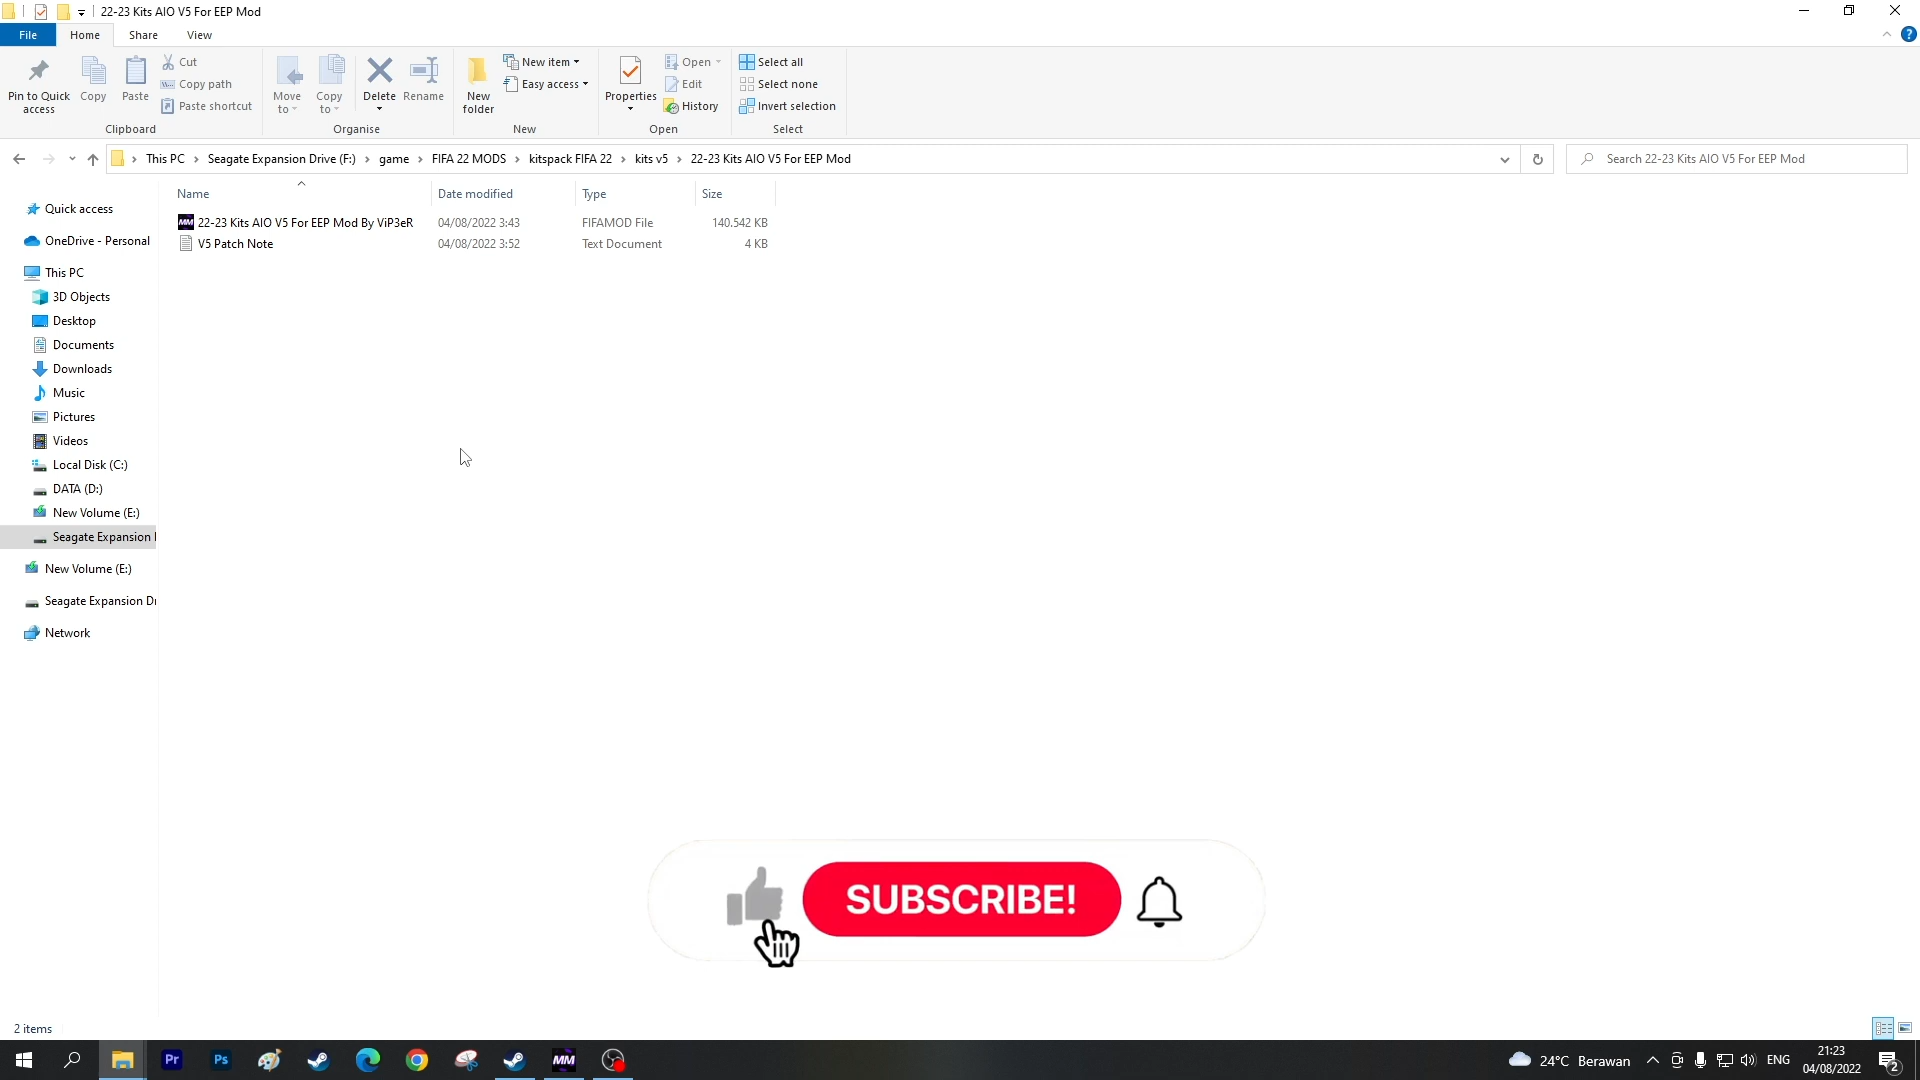 22-23 Kits AIO V5 For EEP Mod
File Home Share View
Pin to Quick access
Copy
Paste
Cut
Copy path
Paste shortcut
Clipboard
Move to
Copy to
Delete
Rename
Organise
New folder
New item
Easy access
New
Properties
Open
Edit
History
Open
Select all
Select none
Invert selection
Select
This PC > Seagate Expansion Drive (F:) > game > FIFA 22 MODS > kitspack FIFA 22 > kits v5 > 22-23 Kits AIO V5 For EEP Mod
Search 22-23 Kits AIO V5 For EEP Mod
Name Date modified Type Size
22-23 Kits AIO V5 For EEP Mod By ViP3eR 04/08/2022 3:43 FIFAMOD File 140.542 KB
V5 Patch Note 04/08/2022 3:52 Text Document 4 KB
Quick access
OneDrive - Personal
This PC
3D Objects
Desktop
Documents
Downloads
Music
Pictures
Videos
Local Disk (C:)
DATA (D:)
New Volume (E:)
Seagate Expansion
New Volume (E:)
Seagate Expansion Dr
Network
SUBSCRIBE!
2 items
Pr
Ps
MM
24°C Berawan
ENG
21:23
04/08/2022
2